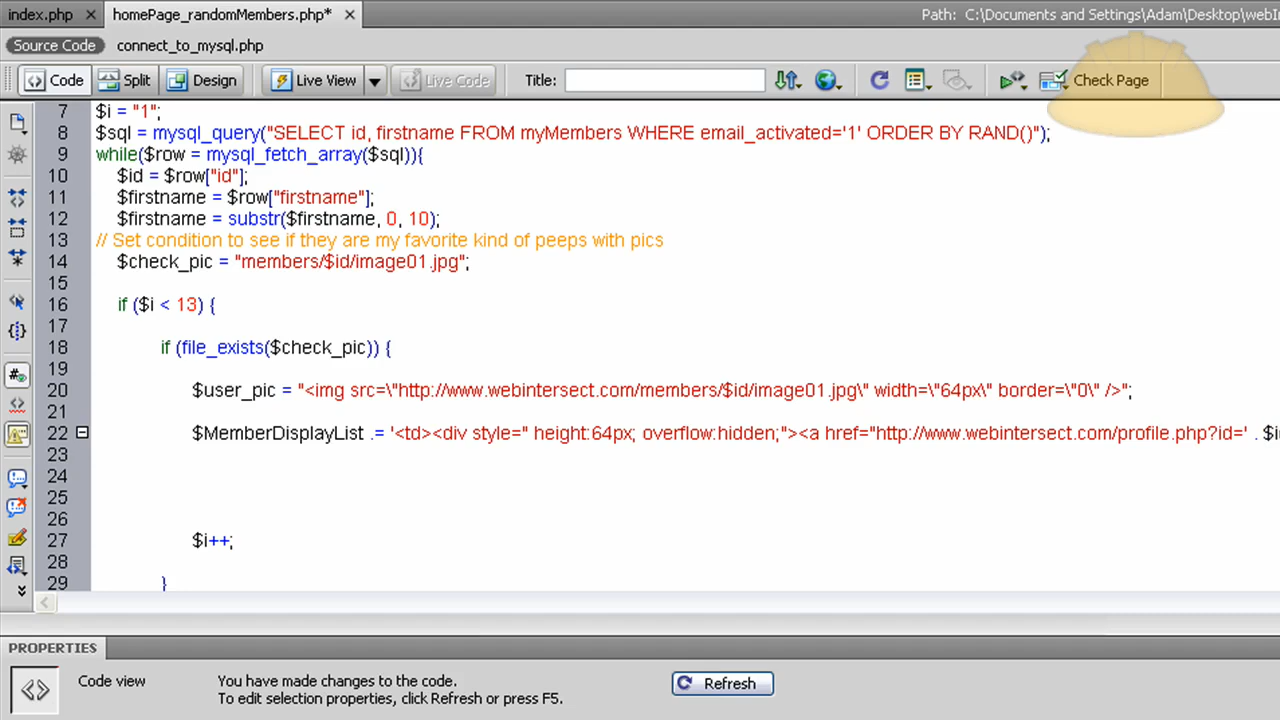 index.php
homePage_randomMembers.php*
Path: C:\Documents and Settings\Adam\Desktop\webI
Source Code connect_to_mysql.php
Code Split Design Live View Live Code Title: Check Page
7 $i = "1";
8 $sql = mysql_query("SELECT id, firstname FROM myMembers WHERE email_activated='1' ORDER BY RAND()");
9 while($row = mysql_fetch_array($sql)){
10 $id = $row["id"];
11 $firstname = $row["firstname"];
12 $firstname = substr($firstname, 0, 10);
13 // Set condition to see if they are my favorite kind of peeps with pics
14 $check_pic = "members/$id/image01.jpg";
15
16 if ($i < 13) {
17
18 if (file_exists($check_pic)) {
19
20 $user_pic = "<img src=\"http://www.webintersect.com/members/$id/image01.jpg\" width=\"64px\" border=\"0\" />";
21
22 $MemberDisplayList .= '<td><div style=" height:64px; overflow:hidden;"><a href="http://www.webintersect.com/profile.php?id=' . $i
23
24
25
26
27 $i++;
28
29 }
PROPERTIES
Code view
You have made changes to the code.
To edit selection properties, click Refresh or press F5.
Refresh